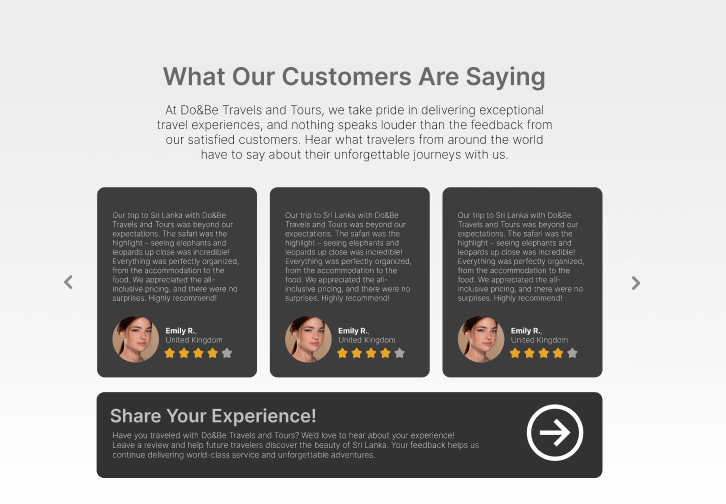 What Our Customers Are Saying
At Do&Be Travels and Tours, we take pride in delivering exceptional
travel experiences, and nothing speaks louder than the feedback from
our satisfied customers. Hear what travelers from around the world
have to say about their unforgettable journeys with us.
Our trip to Sri Lanka with Do&Be
Travels and Tours was beyond our
expectations. The safari was the
highlight – seeing elephants and
leopards up close was incredible!
Everything was perfectly organized,
from the accommodation to the
food. We appreciated the all-
inclusive pricing, and there were no
surprises. Highly recommend!
Emily R.,
United Kingdom
Our trip to Sri Lanka with Do&Be
Travels and Tours was beyond our
expectations. The safari was the
highlight – seeing elephants and
leopards up close was incredible!
Everything was perfectly organized,
from the accommodation to the
food. We appreciated the all-
inclusive pricing, and there were no
surprises. Highly recommend!
Emily R.,
United Kingdom
Our trip to Sri Lanka with Do&Be
Travels and Tours was beyond our
expectations. The safari was the
highlight – seeing elephants and
leopards up close was incredible!
Everything was perfectly organized,
from the accommodation to the
food. We appreciated the all-
inclusive pricing, and there were no
surprises. Highly recommend!
Emily R.,
United Kingdom
Share Your Experience!
Have you traveled with Do&Be Travels and Tours? We'd love to hear about your experience!
Leave a review and help future travelers discover the beauty of Sri Lanka. Your feedback helps us
continue delivering world-class service and unforgettable adventures.